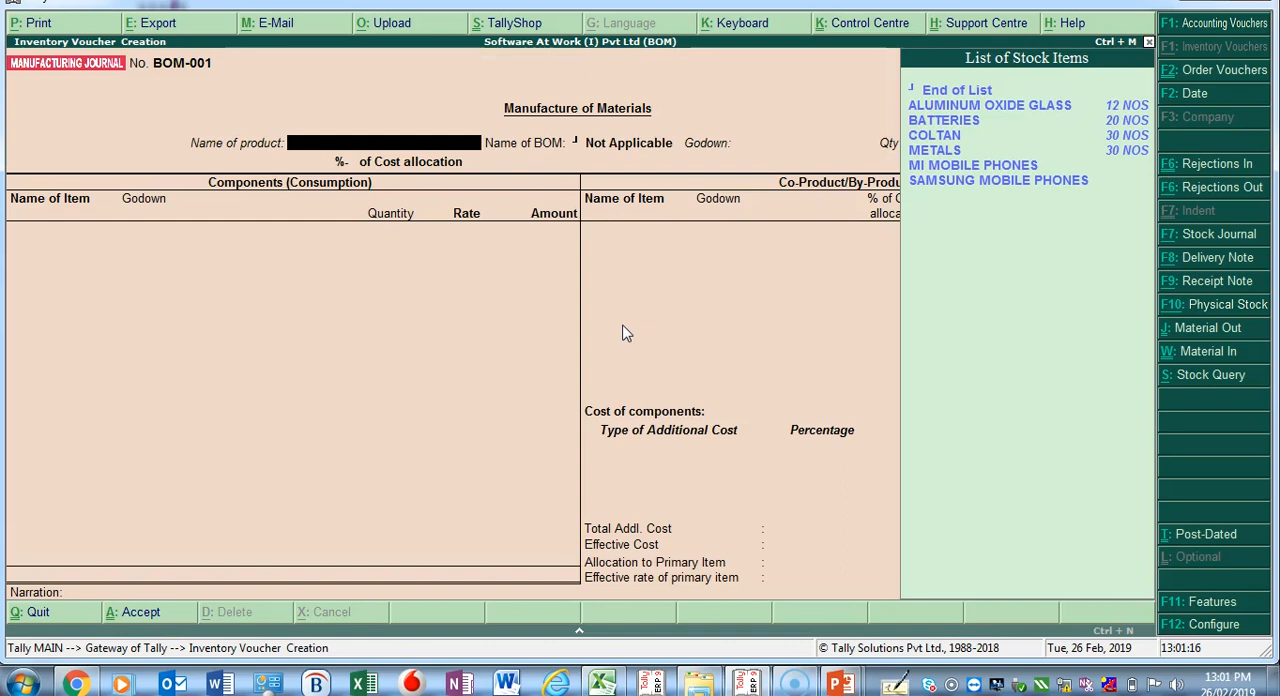 P: Print E: Export M: E-Mail O: Upload S: TallyShop G: Language K: Keyboard K: Control Centre H: Support Centre H: Help
Inventory Voucher Creation Software At Work (I) Pvt Ltd (BOM) Ctrl + M
MANUFACTURING JOURNAL No. BOM-001
Manufacture of Materials
Name of product: Name of BOM: ┘ Not Applicable Godown: Qty
%- of Cost allocation
Components (Consumption) Co-Product/By-Produ
Name of Item Godown Name of Item Godown % of C
Quantity Rate Amount alloca
Cost of components:
Type of Additional Cost Percentage
Total Addl. Cost :
Effective Cost :
Allocation to Primary Item :
Effective rate of primary item :
Narration:
List of Stock Items
┘ End of List
ALUMINUM OXIDE GLASS 12 NOS
BATTERIES 20 NOS
COLTAN 30 NOS
METALS 30 NOS
MI MOBILE PHONES
SAMSUNG MOBILE PHONES
F1: Accounting Vouchers
F1: Inventory Vouchers
F2: Order Vouchers
F2: Date
F3: Company
F6: Rejections In
F6: Rejections Out
F7: Indent
F7: Stock Journal
F8: Delivery Note
F9: Receipt Note
F10: Physical Stock
J: Material Out
W: Material In
S: Stock Query
T: Post-Dated
L: Optional
F11: Features
F12: Configure
Q: Quit A: Accept D: Delete X: Cancel
Ctrl + N
Tally MAIN --> Gateway of Tally --> Inventory Voucher Creation © Tally Solutions Pvt Ltd., 1988-2018 Tue, 26 Feb, 2019 13:01:16
13:01 PM
26/02/2019